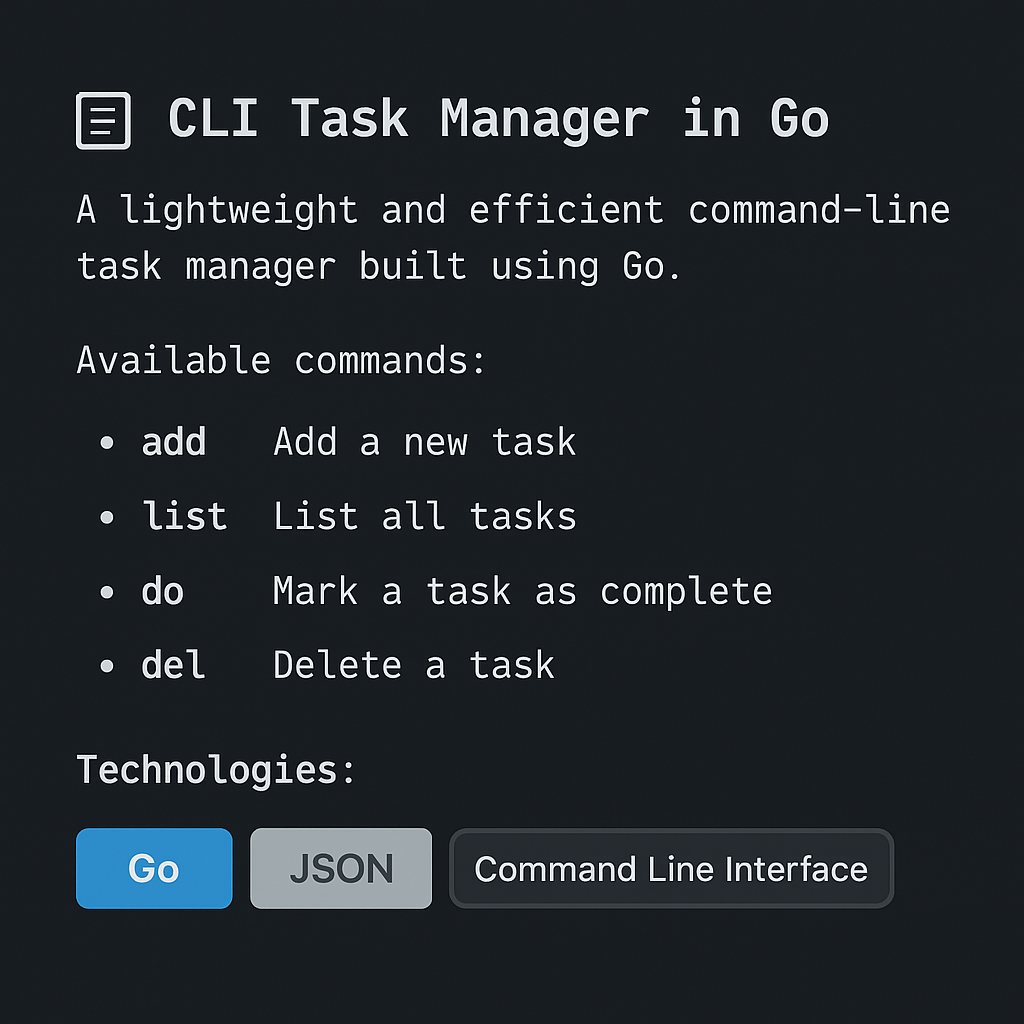 CLI Task Manager in Go
A lightweight and efficient command-line
task manager built using Go.
Available commands:
• add Add a new task
• list List all tasks
• do Mark a task as complete
• del Delete a task
Technologies:
Go JSON Command Line Interface